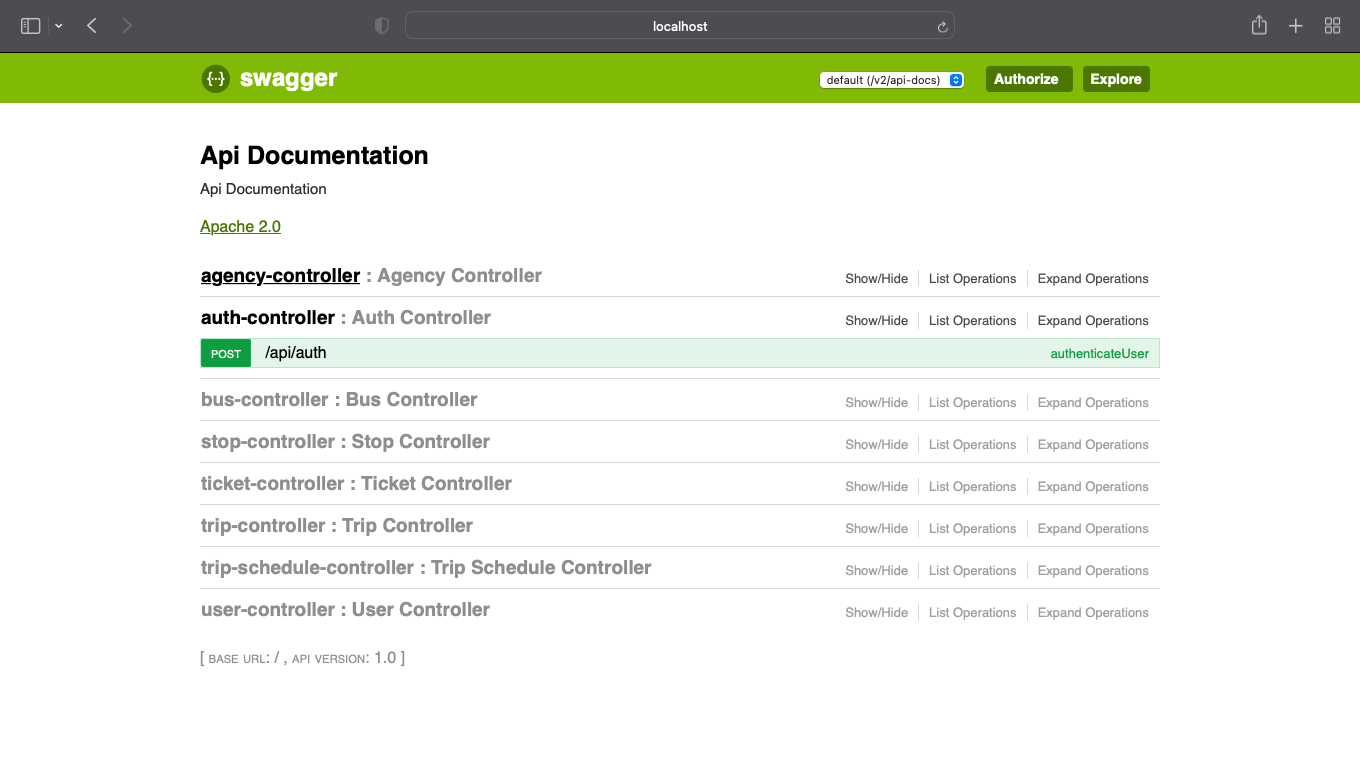 localhost
{···} swagger default (/v2/api-docs) Authorize Explore
Api Documentation
Api Documentation
Apache 2.0
agency-controller : Agency Controller Show/Hide List Operations Expand Operations
auth-controller : Auth Controller Show/Hide List Operations Expand Operations
POST /api/auth authenticateUser
bus-controller : Bus Controller Show/Hide List Operations Expand Operations
stop-controller : Stop Controller Show/Hide List Operations Expand Operations
ticket-controller : Ticket Controller Show/Hide List Operations Expand Operations
trip-controller : Trip Controller Show/Hide List Operations Expand Operations
trip-schedule-controller : Trip Schedule Controller Show/Hide List Operations Expand Operations
user-controller : User Controller Show/Hide List Operations Expand Operations
[ BASE URL: / , API VERSION: 1.0 ]